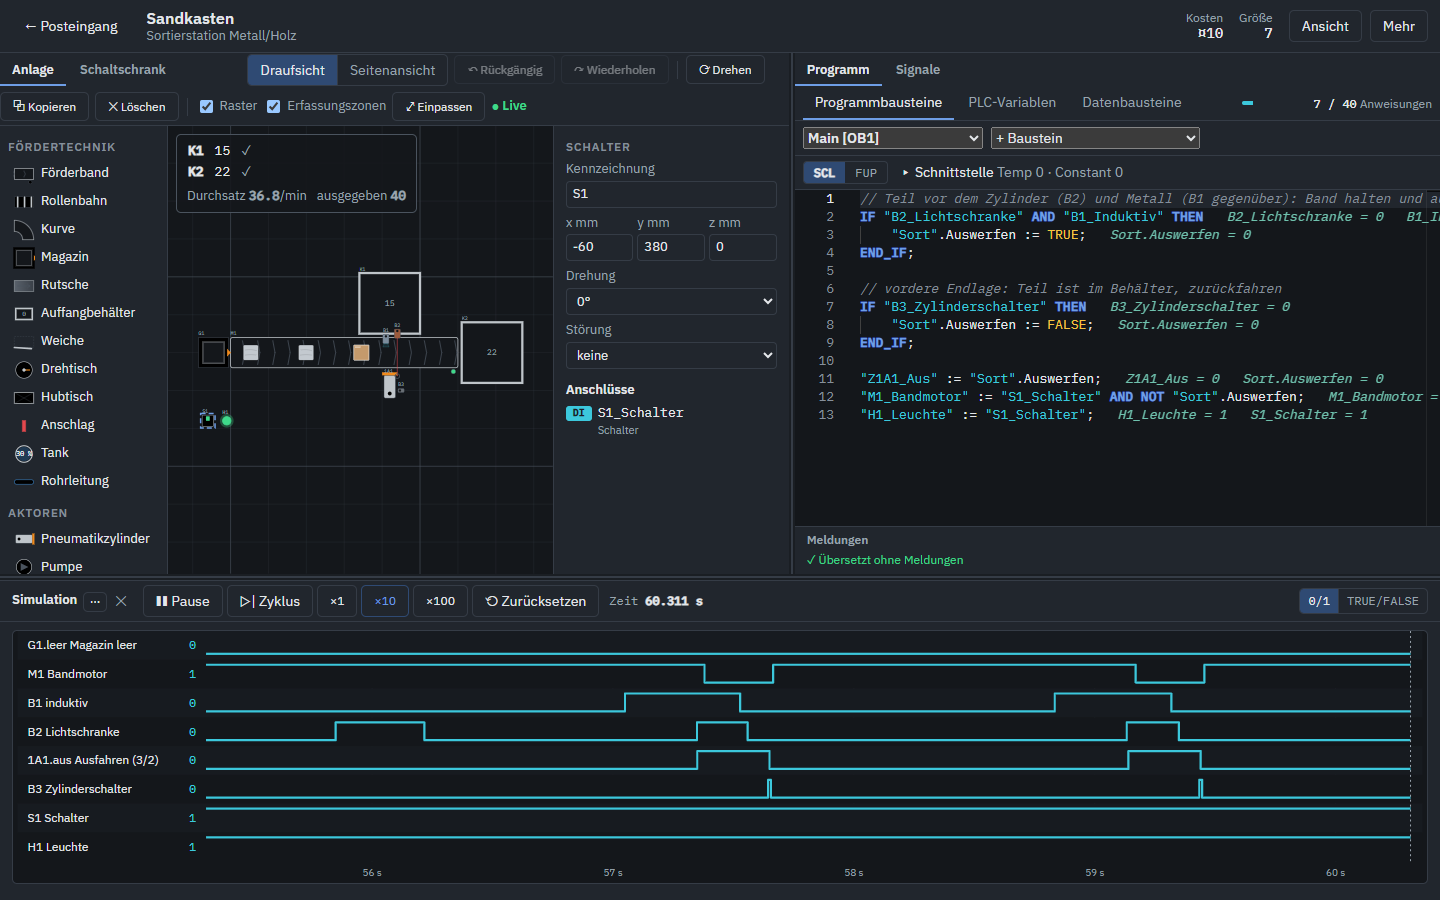 ← Posteingang
Sandkasten
Sortierstation Metall/Holz
Kosten
¤10
Größe
7
Ansicht
Mehr
Anlage
Schaltschrank
Draufsicht
Seitenansicht
Rückgängig
Wiederholen
Drehen
Kopieren
Löschen
Raster
Erfassungszonen
Einpassen
Live
FÖRDERTECHNIK
Förderband
Rollenbahn
Kurve
Magazin
Rutsche
Auffangbehälter
Weiche
Drehtisch
Hubtisch
Anschlag
Tank
Rohrleitung
AKTOREN
Pneumatikzylinder
Pumpe
K1 15 ✓
K2 22 ✓
Durchsatz 36.8/min ausgegeben 40
15
22
SCHALTER
Kennzeichnung
S1
x mm y mm z mm
-60 380 0
Drehung
0°
Störung
keine
Anschlüsse
DI S1_Schalter
Schalter
Programm
Signale
Programmbausteine
PLC-Variablen
Datenbausteine
7 / 40 Anweisungen
Main [OB1]
+ Baustein
SCL FUP
Schnittstelle Temp 0 · Constant 0
1 // Teil vor dem Zylinder (B2) und Metall (B1 gegenüber): Band halten und
2 IF "B2_Lichtschranke" AND "B1_Induktiv" THEN B2_Lichtschranke = 0
3 "Sort".Auswerfen := TRUE; Sort.Auswerfen = 0
4 END_IF;
5
6 // vordere Endlage: Teil ist im Behälter, zurückfahren
7 IF "B3_Zylinderschalter" THEN B3_Zylinderschalter = 0
8 "Sort".Auswerfen := FALSE; Sort.Auswerfen = 0
9 END_IF;
10
11 "Z1A1_Aus" := "Sort".Auswerfen; Z1A1_Aus = 0 Sort.Auswerfen = 0
12 "M1_Bandmotor" := "S1_Schalter" AND NOT "Sort".Auswerfen; M1_Bandmotor =
13 "H1_Leuchte" := "S1_Schalter"; H1_Leuchte = 1 S1_Schalter = 1
Meldungen
✓ Übersetzt ohne Meldungen
Simulation
...
Pause
Zyklus
×1
×10
×100
Zurücksetzen
Zeit 60.311 s
0/1
TRUE/FALSE
G1.leer Magazin leer 0
M1 Bandmotor 1
B1 induktiv 0
B2 Lichtschranke 0
1A1.aus Ausfahren (3/2) 0
B3 Zylinderschalter 0
S1 Schalter 1
H1 Leuchte 1
56 s 57 s 58 s 59 s 60 s